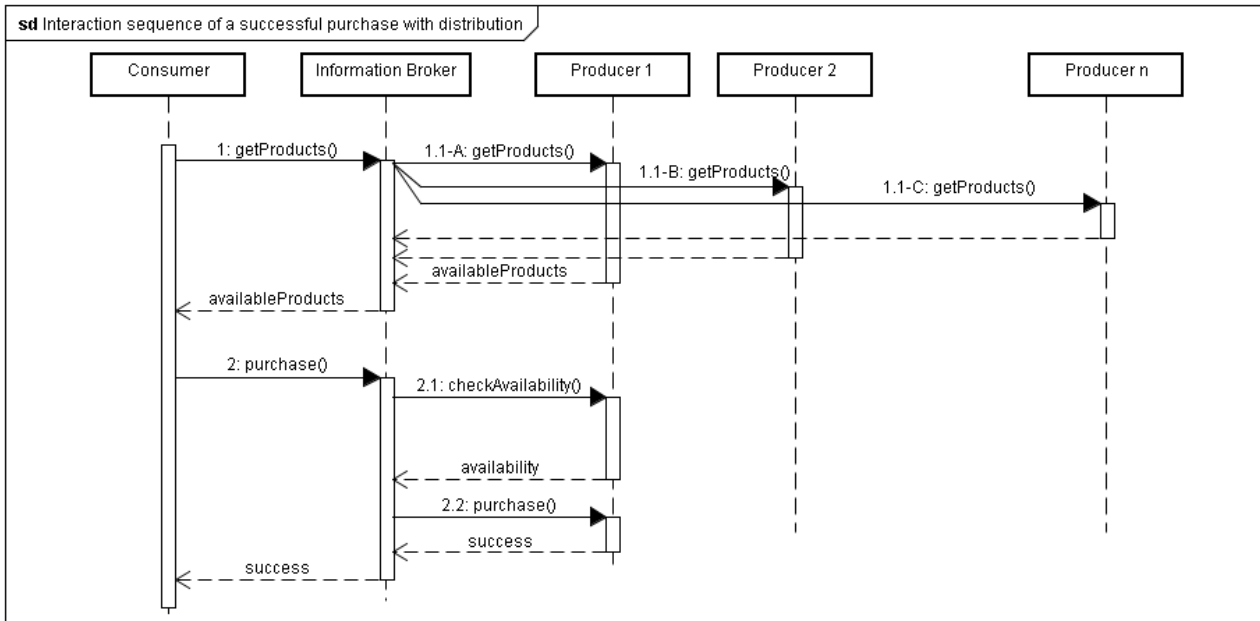 sd Interaction sequence of a successful purchase with distribution
Consumer
Information Broker
Producer 1
Producer 2
Producer n
1: getProducts()
1.1-A: getProducts()
1.1-B: getProducts()
1.1-C: getProducts()
availableProducts
availableProducts
2: purchase()
2.1: checkAvailability()
availability
2.2: purchase()
success
success